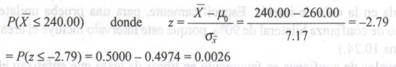 P(X̄ ≤ 240.00) donde z = (X̄ − μ₀) / σ_X̄ = (240.00 − 260.00) / 7.17 = −2.79
= P(z ≤ −2.79) = 0.5000 − 0.4974 = 0.0026